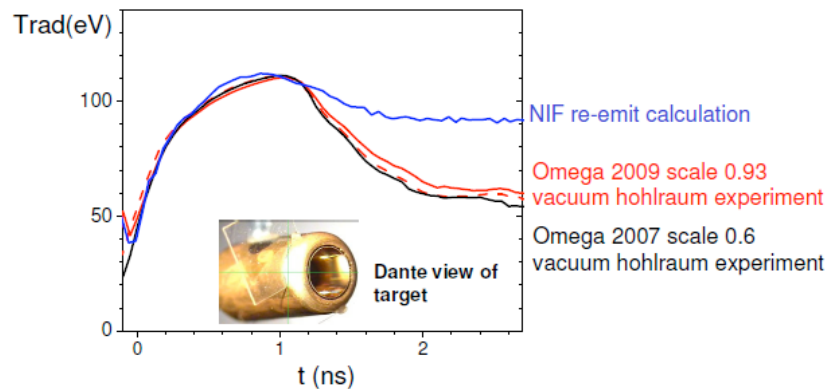 Trad(eV)
100
50
0
0
1
2
t (ns)
Dante view of
target
NIF re-emit calculation
Omega 2009 scale 0.93
vacuum hohlraum experiment
Omega 2007 scale 0.6
vacuum hohlraum experiment